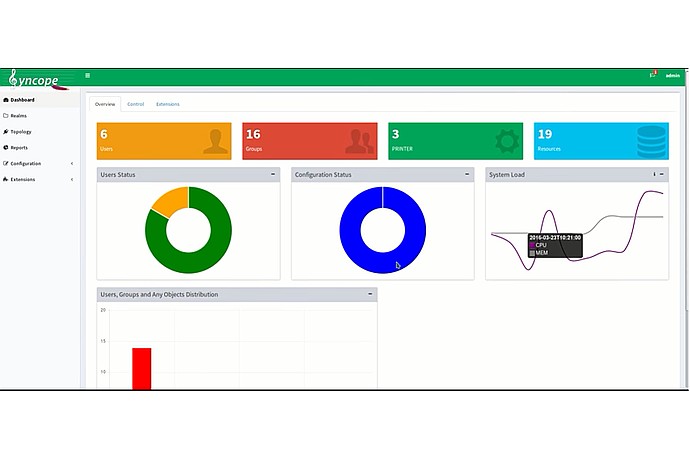 Syncope
3
admin
Dashboard
Realms
Topology
Reports
Configuration
Extensions
Overview Control Extensions
6
Users
16
Groups
3
PRINTER
19
Resources
Users Status
Configuration Status
System Load
2016-03-23T10:21:00
CPU
MEM
Users, Groups and Any Objects Distribution
20
15
10